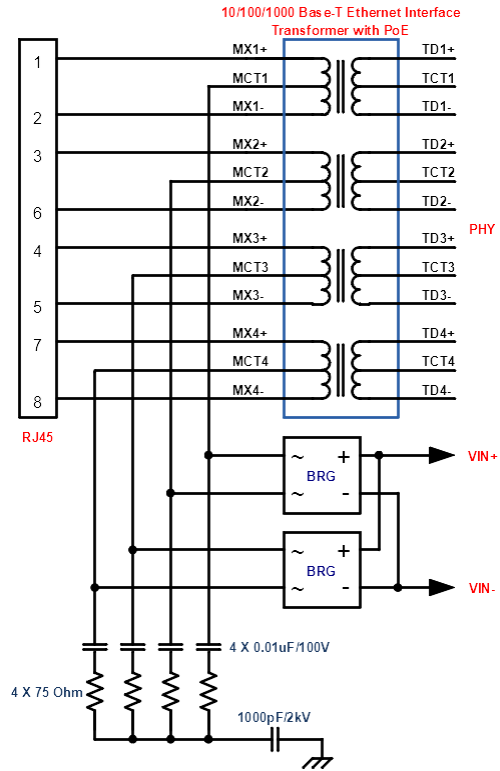 10/100/1000 Base-T Ethernet Interface
Transformer with PoE
1
MX1+
TD1+
MCT1
TCT1
2
MX1-
TD1-
3
MX2+
TD2+
MCT2
TCT2
6
MX2-
TD2-
PHY
4
MX3+
TD3+
MCT3
TCT3
5
MX3-
TD3-
7
MX4+
TD4+
MCT4
TCT4
8
MX4-
TD4-
RJ45
~ +
BRG
~ -
VIN+
~ +
BRG
~ -
VIN-
4 X 0.01uF/100V
4 X 75 Ohm
1000pF/2kV